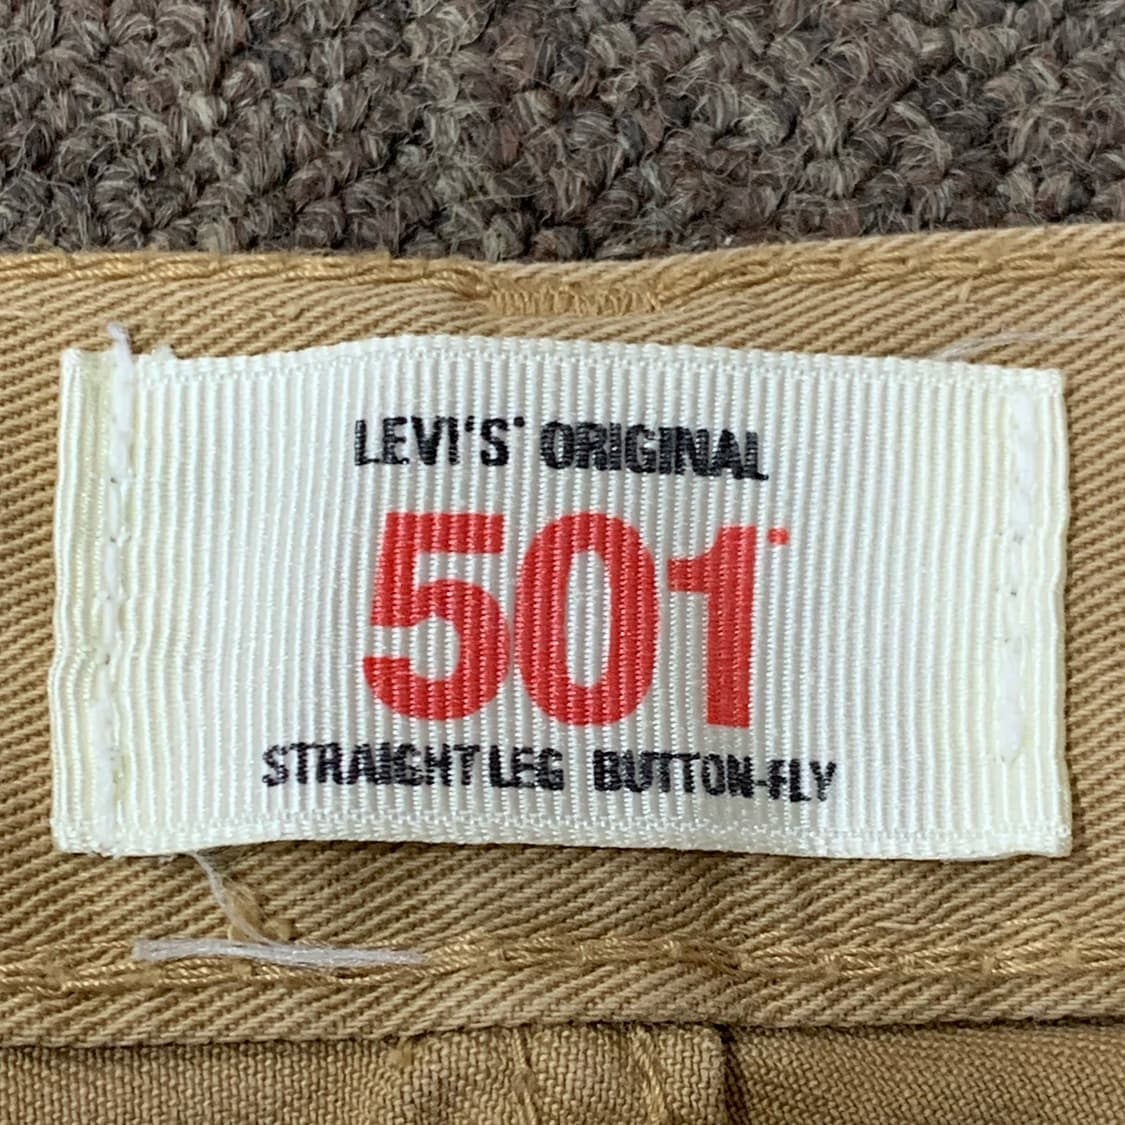 LEVI'S® ORIGINAL
501®
STRAIGHT LEG BUTTON-FLY